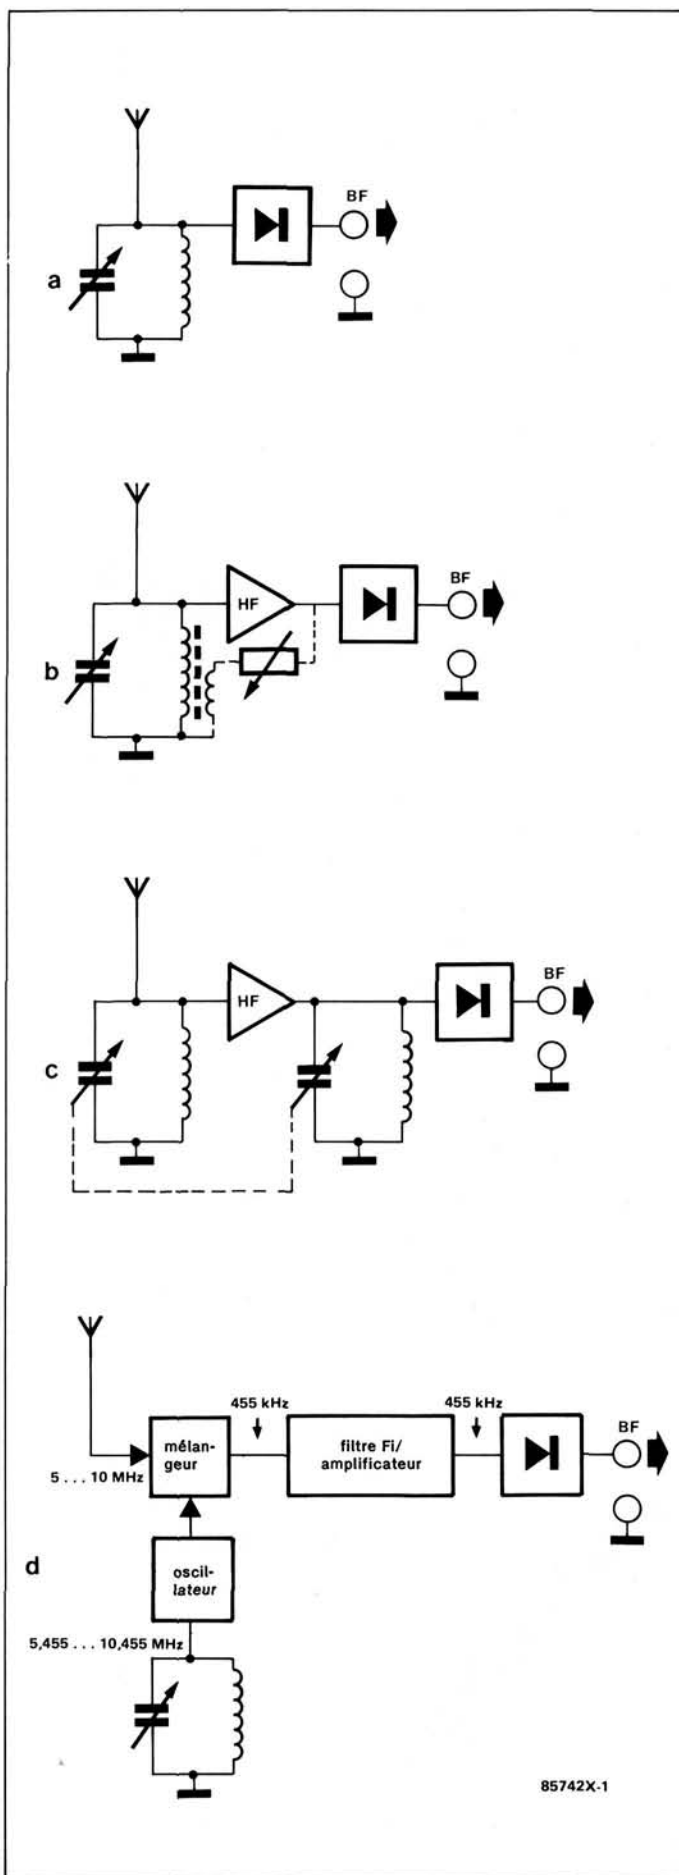 BF
a
HF
BF
b
HF
BF
c
455 kHz
455 kHz
BF
mélan-
geur
filtre Fi/
amplificateur
5 . . . 10 MHz
d
oscil-
lateur
5,455 . . . 10,455 MHz
85742X-1